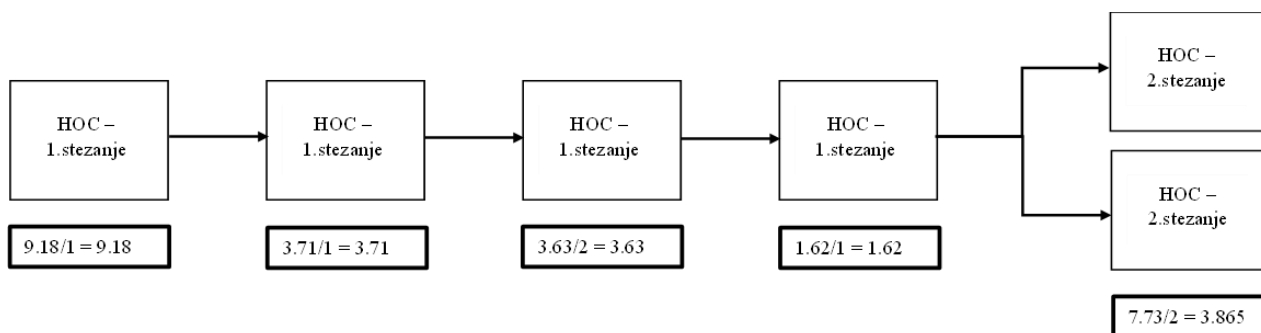 HOC –
1.stezanje
HOC –
1.stezanje
HOC –
1.stezanje
HOC –
1.stezanje
HOC –
2.stezanje
HOC –
2.stezanje
9.18/1 = 9.18
3.71/1 = 3.71
3.63/2 = 3.63
1.62/1 = 1.62
7.73/2 = 3.865